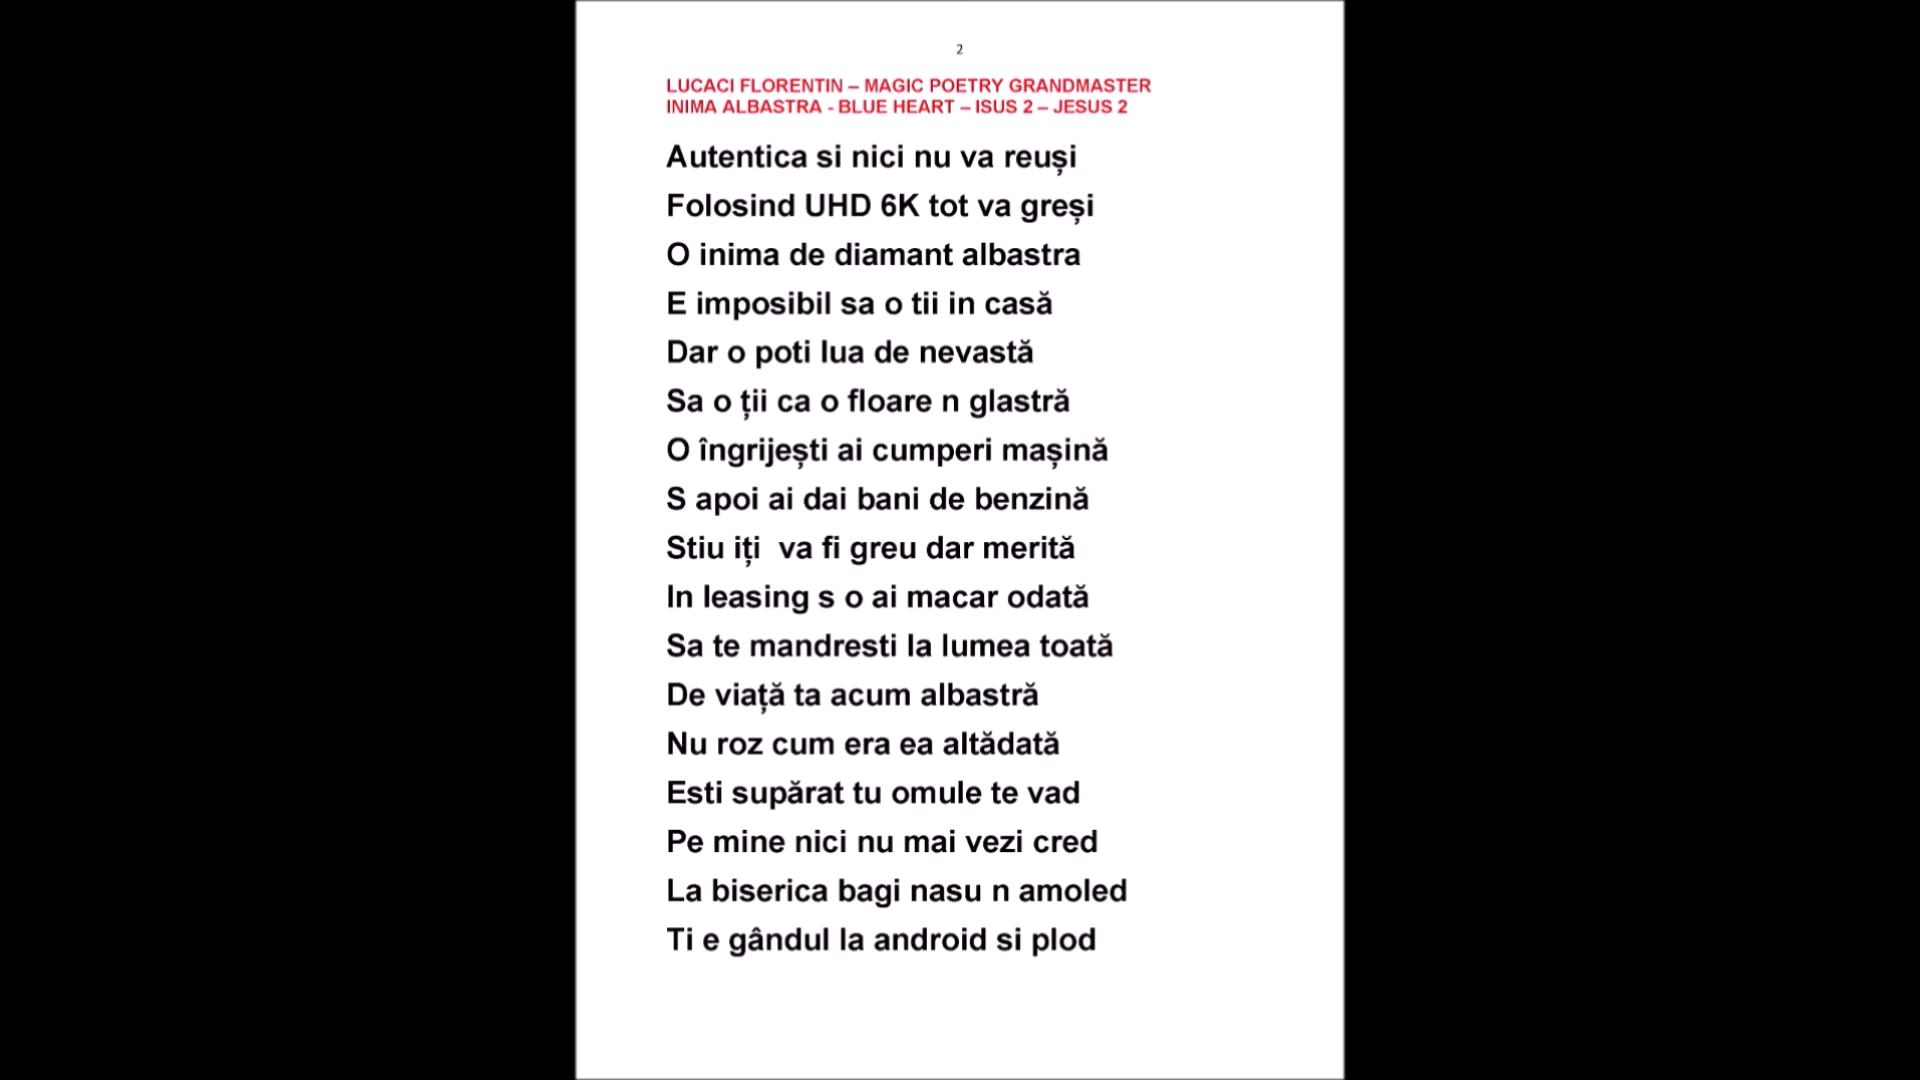 2
LUCACI FLORENTIN – MAGIC POETRY GRANDMASTER
INIMA ALBASTRA - BLUE HEART – ISUS 2 – JESUS 2
Autentica si nici nu va reuși
Folosind UHD 6K tot va greși
O inima de diamant albastra
E imposibil sa o tii in casă
Dar o poti lua de nevastă
Sa o ții ca o floare n glastră
O îngrijești ai cumperi mașină
S apoi ai dai bani de benzină
Stiu iți  va fi greu dar merită
In leasing s o ai macar odată
Sa te mandresti la lumea toată
De viață ta acum albastră
Nu roz cum era ea altădată
Esti supărat tu omule te vad
Pe mine nici nu mai vezi cred
La biserica bagi nasu n amoled
Ti e gândul la android si plod